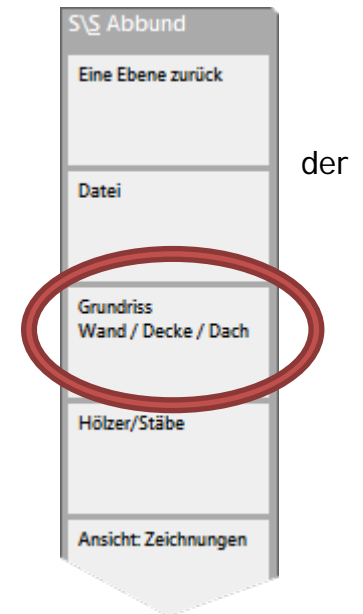 S\S Abbund
Eine Ebene zurück
der
Datei
Grundriss
Wand / Decke / Dach
Hölzer/Stäbe
Ansicht: Zeichnungen